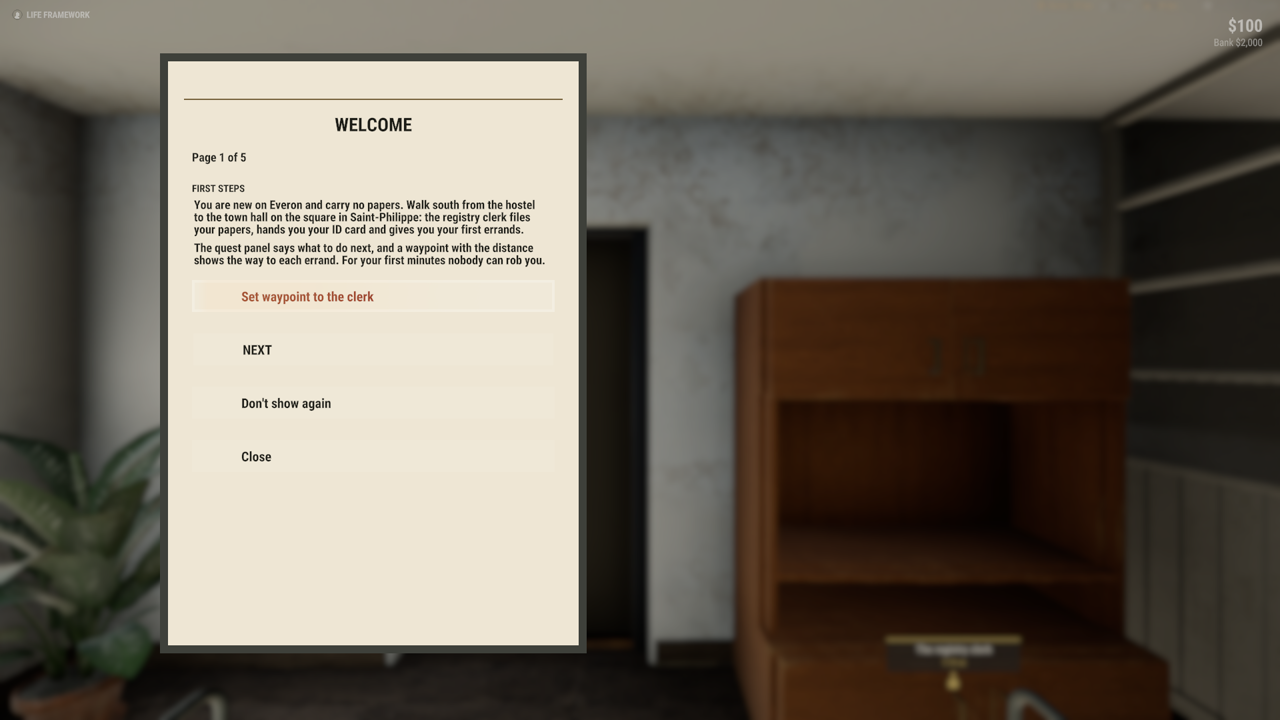 LIFE FRAMEWORK
$100
Bank $2,000
WELCOME
Page 1 of 5
FIRST STEPS
You are new on Everon and carry no papers. Walk south from the hostel
to the town hall on the square in Saint-Philippe: the registry clerk files
your papers, hands you your ID card and gives you your first errands.
The quest panel says what to do next, and a waypoint with the distance
shows the way to each errand. For your first minutes nobody can rob you.
Set waypoint to the clerk
NEXT
Don't show again
Close